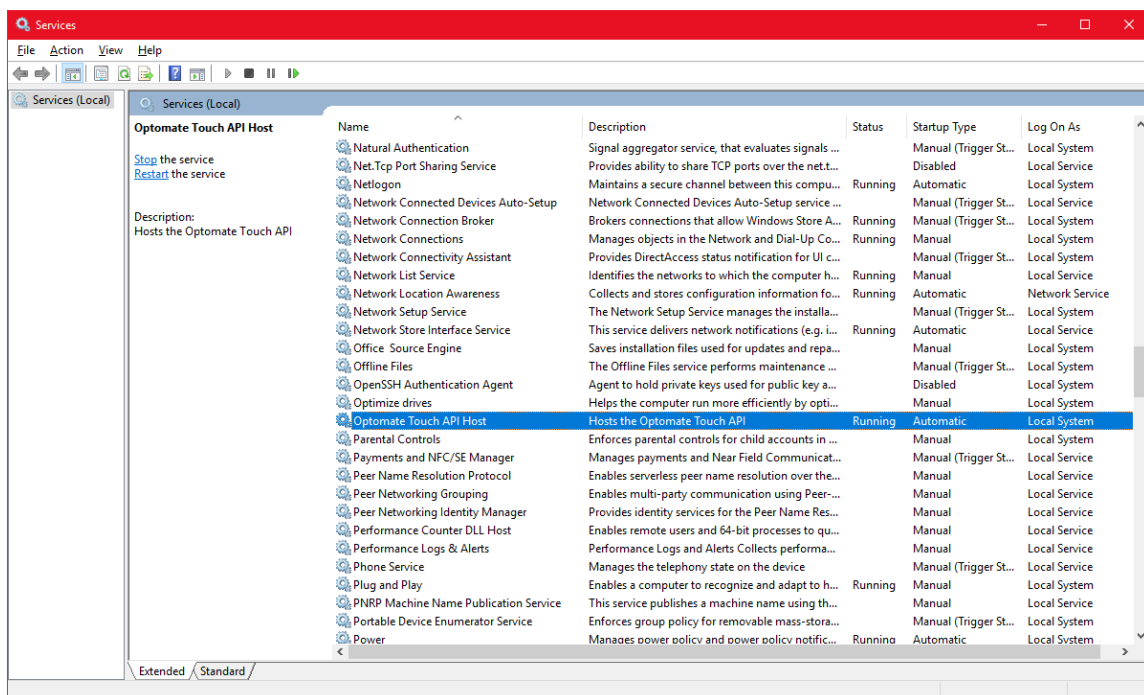 Services
File Action View Help
Services (Local)
Services (Local)
Optomate Touch API Host
Stop the service
Restart the service
Description:
Hosts the Optomate Touch API
Name Description Status Startup Type Log On As
Natural Authentication Signal aggregator service, that evaluates signals ... Manual (Trigger St... Local System
Net.Tcp Port Sharing Service Provides ability to share TCP ports over the net.t... Disabled Local Service
Netlogon Maintains a secure channel between this compu... Running Automatic Local System
Network Connected Devices Auto-Setup Network Connected Devices Auto-Setup service ... Manual (Trigger St... Local Service
Network Connection Broker Brokers connections that allow Windows Store A... Running Manual (Trigger St... Local System
Network Connections Manages objects in the Network and Dial-Up Co... Running Manual Local System
Network Connectivity Assistant Provides DirectAccess status notification for UI c... Manual (Trigger St... Local System
Network List Service Identifies the networks to which the computer h... Running Manual Local Service
Network Location Awareness Collects and stores configuration information fo... Running Automatic Network Service
Network Setup Service The Network Setup Service manages the installa... Manual (Trigger St... Local System
Network Store Interface Service This service delivers network notifications (e.g. i... Running Automatic Local Service
Office Source Engine Saves installation files used for updates and repa... Manual Local System
Offline Files The Offline Files service performs maintenance ... Manual (Trigger St... Local System
OpenSSH Authentication Agent Agent to hold private keys used for public key a... Disabled Local System
Optimize drives Helps the computer run more efficiently by opti... Manual Local System
Optomate Touch API Host Hosts the Optomate Touch API Running Automatic Local System
Parental Controls Enforces parental controls for child accounts in ... Manual Local System
Payments and NFC/SE Manager Manages payments and Near Field Communicat... Manual (Trigger St... Local Service
Peer Name Resolution Protocol Enables serverless peer name resolution over the... Manual Local Service
Peer Networking Grouping Enables multi-party communication using Peer-... Manual Local Service
Peer Networking Identity Manager Provides identity services for the Peer Name Res... Manual Local Service
Performance Counter DLL Host Enables remote users and 64-bit processes to qu... Manual Local Service
Performance Logs & Alerts Performance Logs and Alerts Collects performa... Manual Local Service
Phone Service Manages the telephony state on the device Manual (Trigger St... Local Service
Plug and Play Enables a computer to recognize and adapt to h... Running Manual Local System
PNRP Machine Name Publication Service This service publishes a machine name using th... Manual Local Service
Portable Device Enumerator Service Enforces group policy for removable mass-stora... Manual (Trigger St... Local System
Power Manages power policy and power policy notific... Running Automatic Local System
Extended Standard